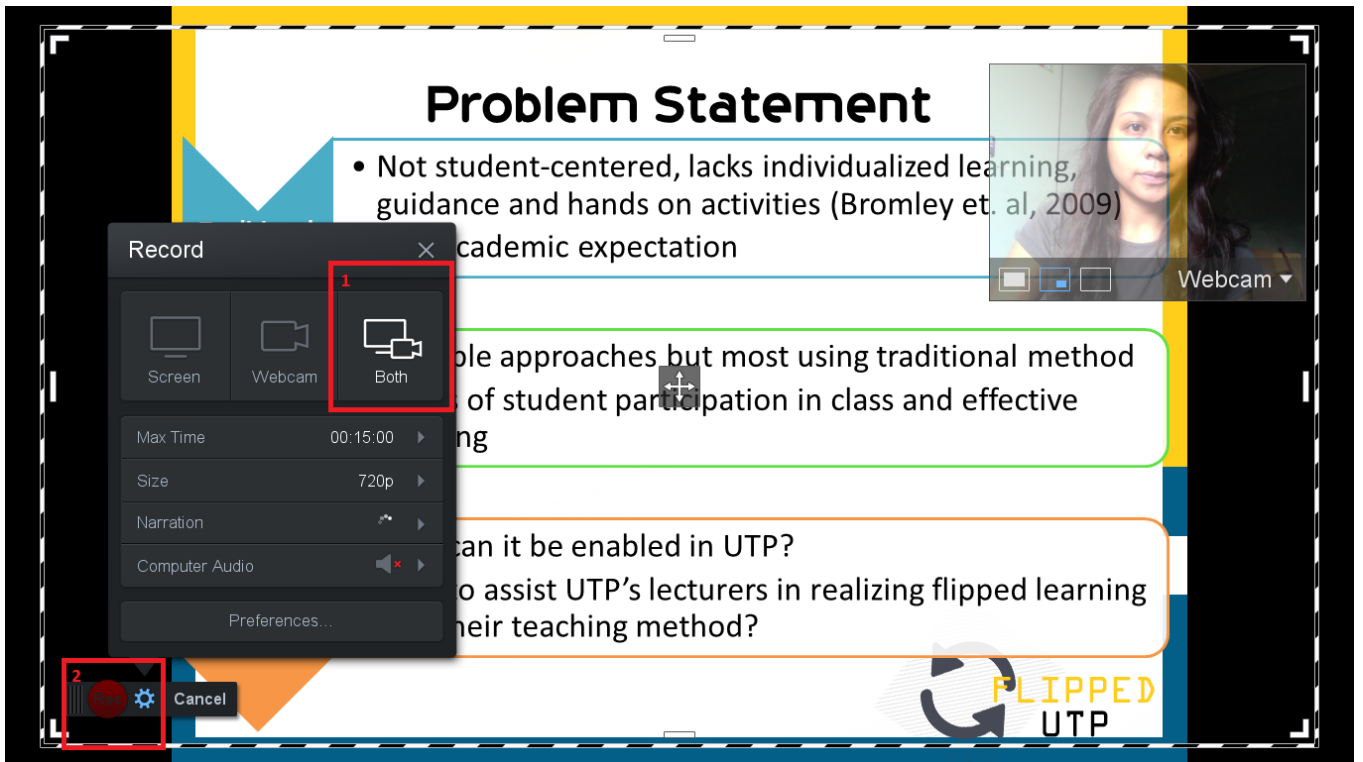 Problem Statement
• Not student-centered, lacks individualized learning,
guidance and hands on activities (Bromley et. al, 2009)
cademic expectation
Webcam
Record
1
Screen
Webcam
Both
ble approaches but most using traditional method
of student participation in class and effective
ng
Max Time 00:15:00
Size 720p
Narration
Computer Audio
Preferences...
can it be enabled in UTP?
o assist UTP's lecturers in realizing flipped learning
heir teaching method?
2
Rec
Cancel
FLIPPED
UTP